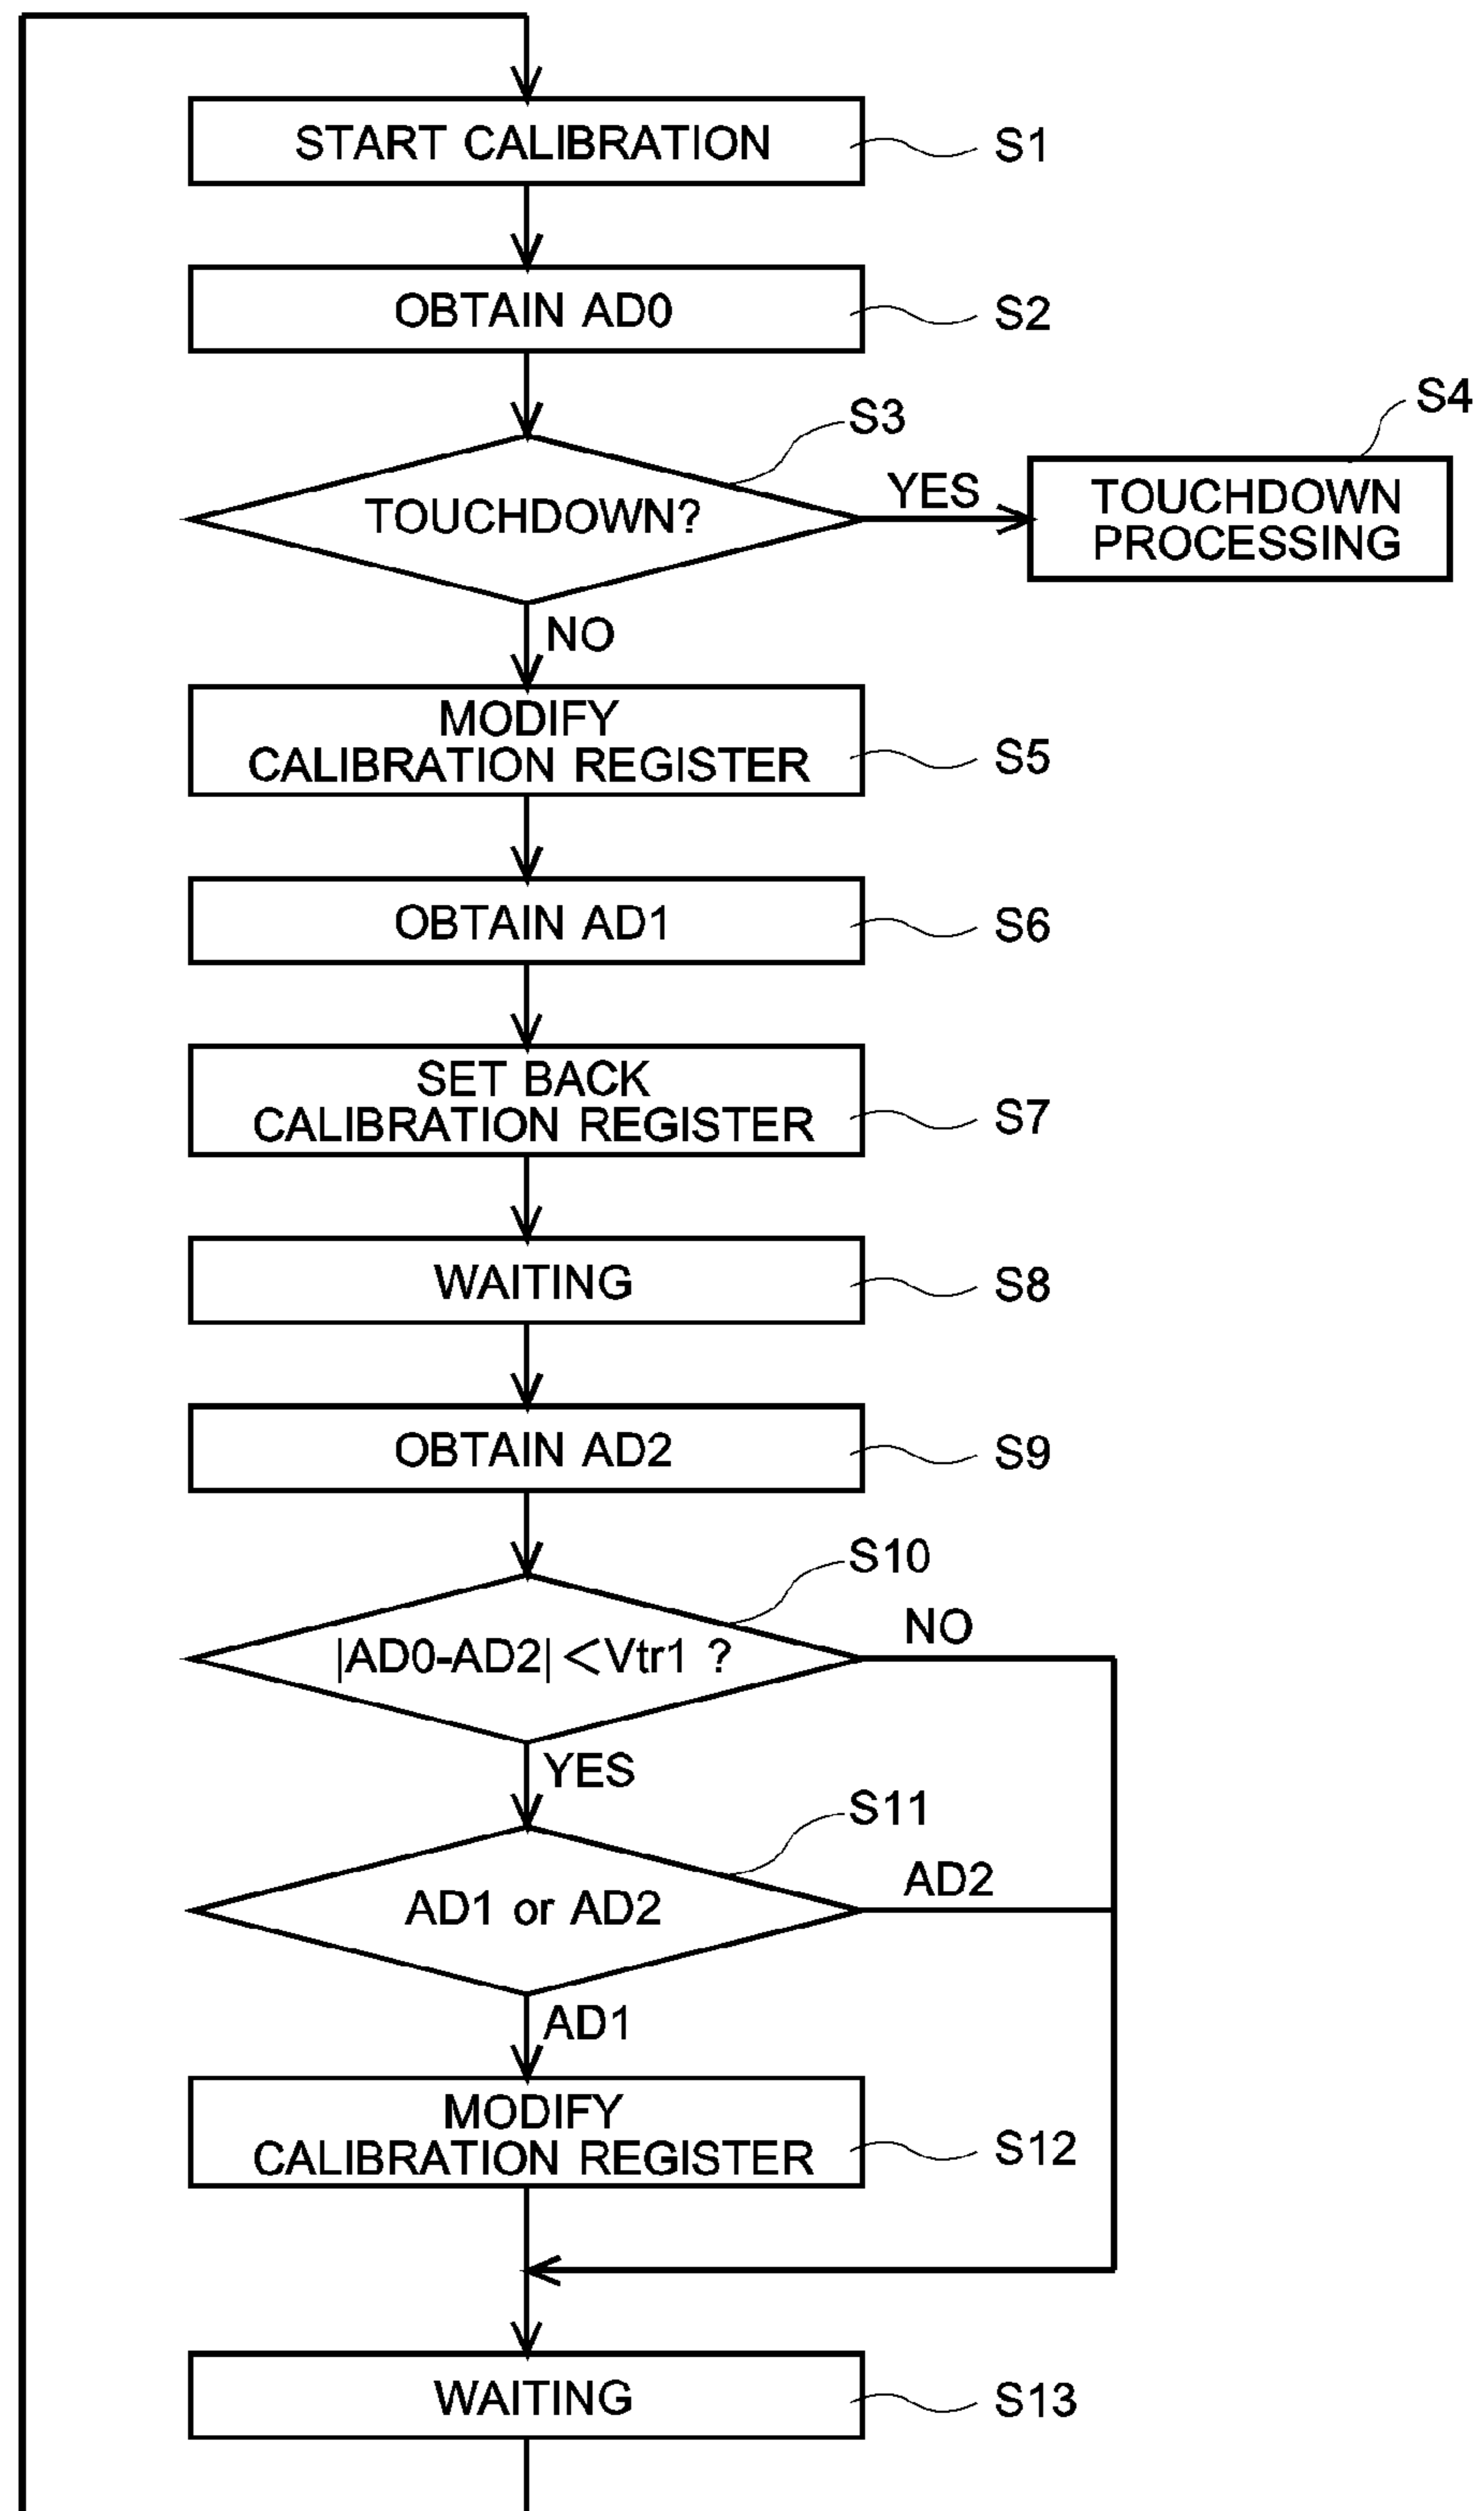 START CALIBRATION
S1
OBTAIN AD0
S2
S3
S4
TOUCHDOWN?
YES
TOUCHDOWN
PROCESSING
NO
MODIFY
CALIBRATION REGISTER
S5
OBTAIN AD1
S6
SET BACK
CALIBRATION REGISTER
S7
WAITING
S8
OBTAIN AD2
S9
S10
|AD0-AD2| <Vtr1 ?
NO
YES
S11
AD1 or AD2
AD2
AD1
MODIFY
CALIBRATION REGISTER
S12
WAITING
S13